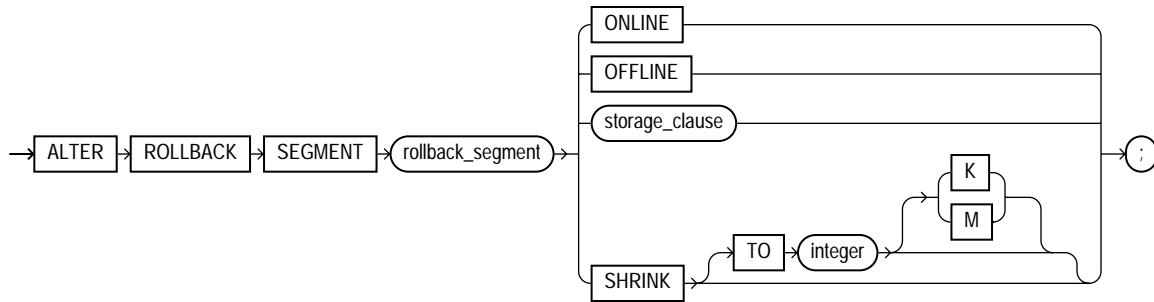 ONLINE
OFFLINE
storage_clause
ALTER ROLLBACK SEGMENT rollback_segment ;
K
M
TO integer
SHRINK